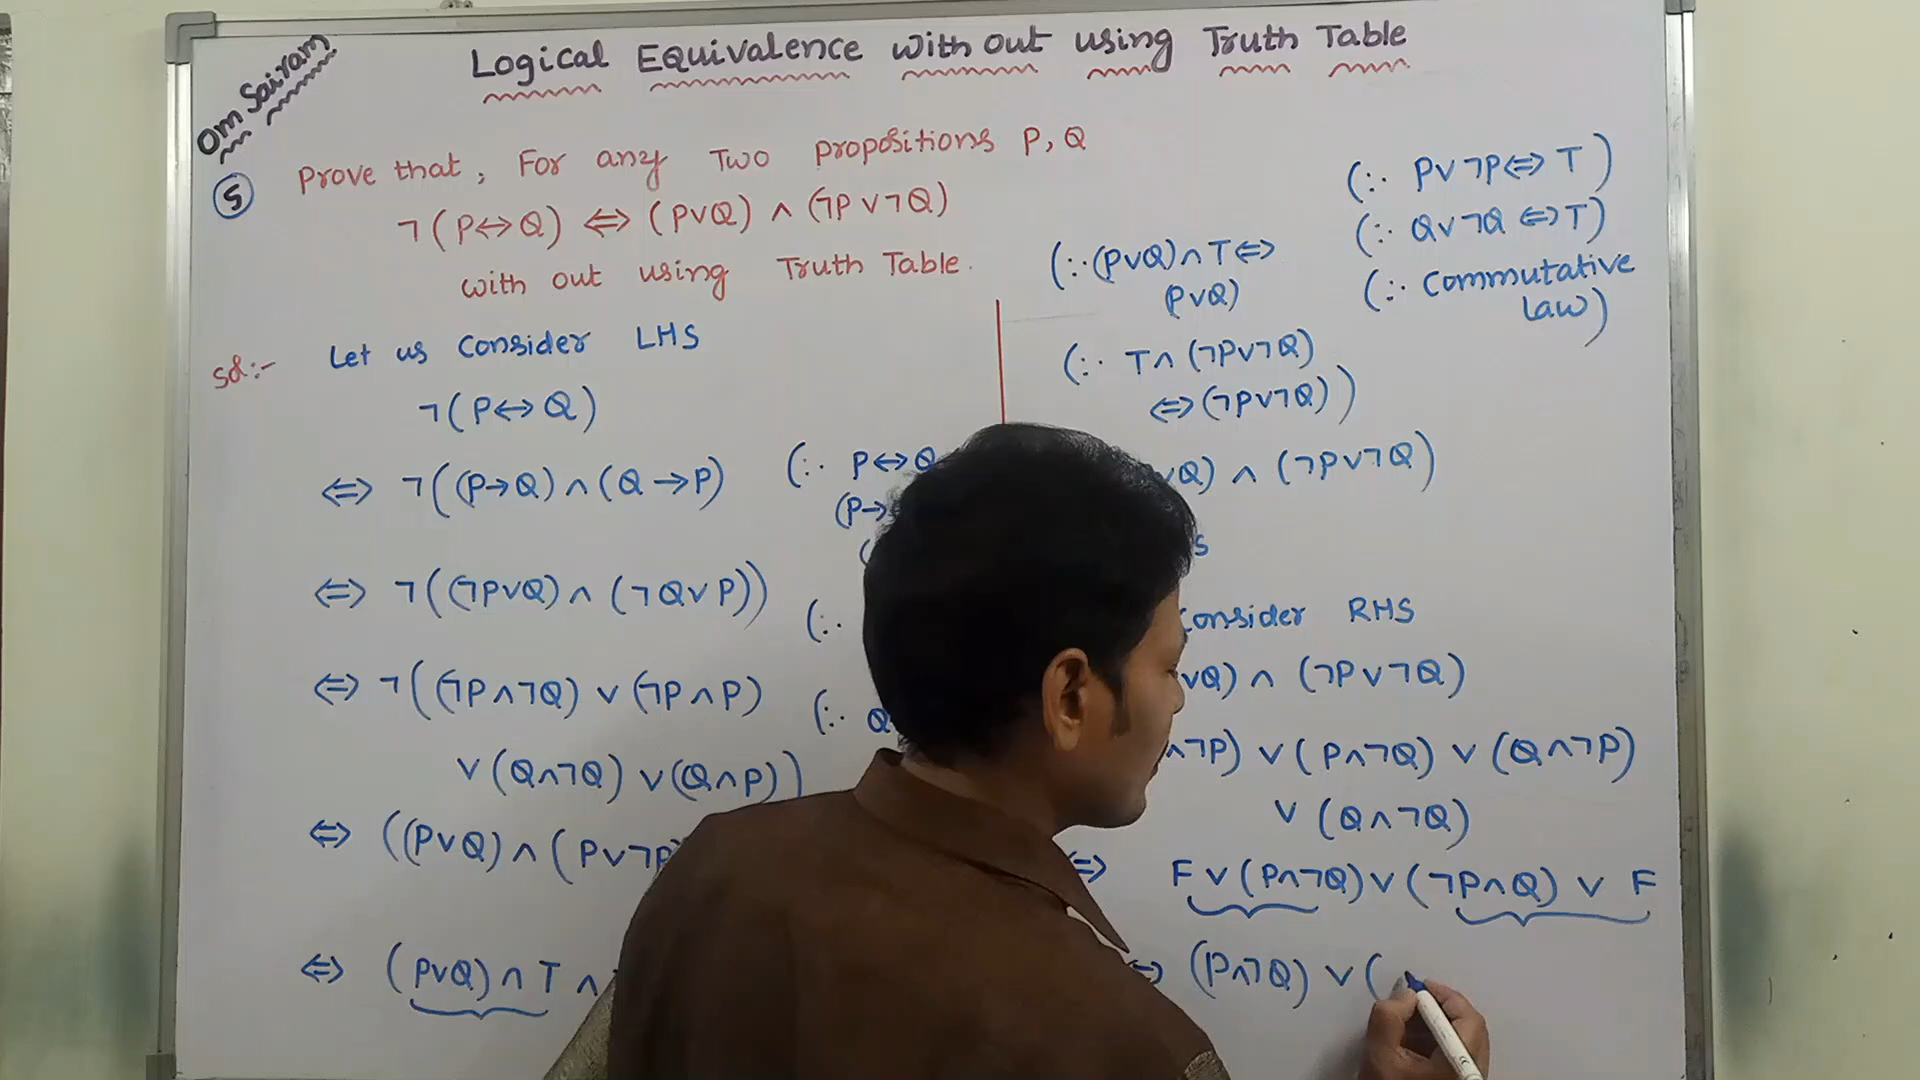 Om Sairam
Logical Equivalence With out using Truth Table
5
Prove that, For any Two propositions P, Q
¬(P↔Q) ⇔ (P∨Q) ∧ (¬P∨¬Q)
with out using Truth Table.
Sol:- Let us Consider LHS
¬(P↔Q)
⇔ ¬((P→Q)∧(Q→P)
(∵ P↔Q
(P→
⇔ ¬((¬P∨Q)∧(¬Q∨P))
(∵
⇔ ¬((¬P∧¬Q)∨(¬P∧P)
(∵ Q
∨(Q∧¬Q)∨(Q∧P))
⇔ ((P∨Q)∧(P∨¬P
⇔ (P∨Q)∧T∧
(∵ P∨¬P⇔T)
(∵ Q∨¬Q⇔T)
(∵ Commutative
Law)
(∵(P∨Q)∧T⇔
(P∨Q)
(∵ T∧(¬P∨¬Q)
⇔(¬P∨¬Q))
∨Q)∧(¬P∨¬Q)
S
Consider RHS
∨Q)∧(¬P∨¬Q)
∧¬P)∨(P∧¬Q)∨(Q∧¬P)
∨(Q∧¬Q)
⇔ F∨(P∧¬Q)∨(¬P∧Q)∨F
⇔ (P∧¬Q)∨(